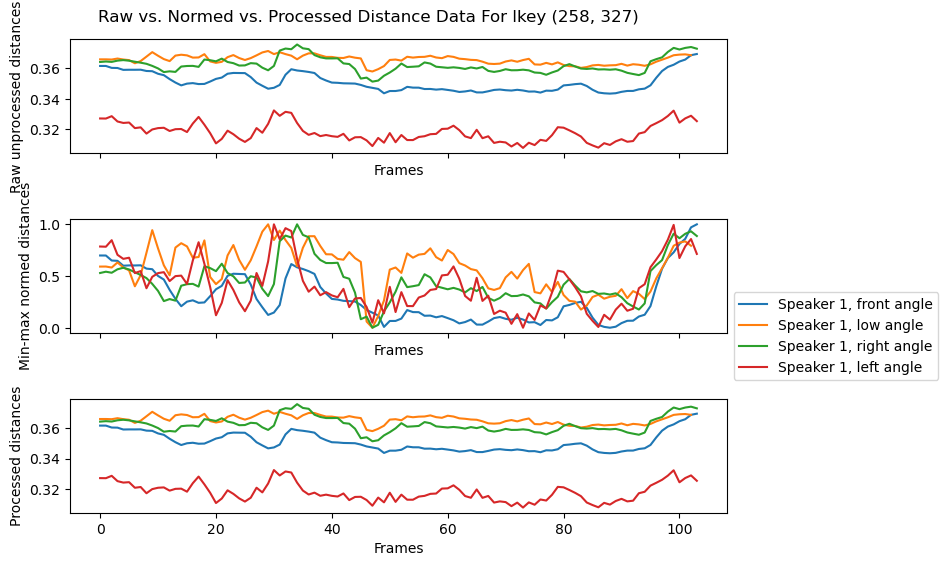 Raw vs. Normed vs. Processed Distance Data For lkey (258, 327)
Raw unprocessed distances
0.36
0.34
0.32
Frames
Min-max normed distances
1.0
0.5
0.0
Frames
Speaker 1, front angle
Speaker 1, low angle
Speaker 1, right angle
Speaker 1, left angle
Processed distances
0.36
0.34
0.32
0 20 40 60 80 100
Frames